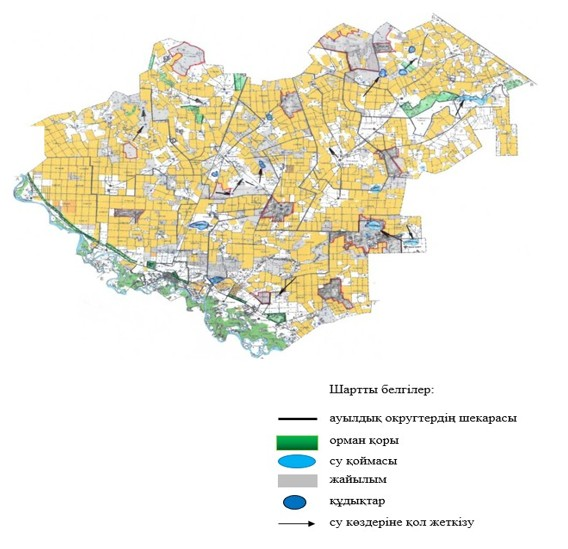 Шартты белгілер:
ауылдық округтердің шекарасы
орман қоры
су қоймасы
жайылым
құдықтар
су көздеріне қол жеткізу